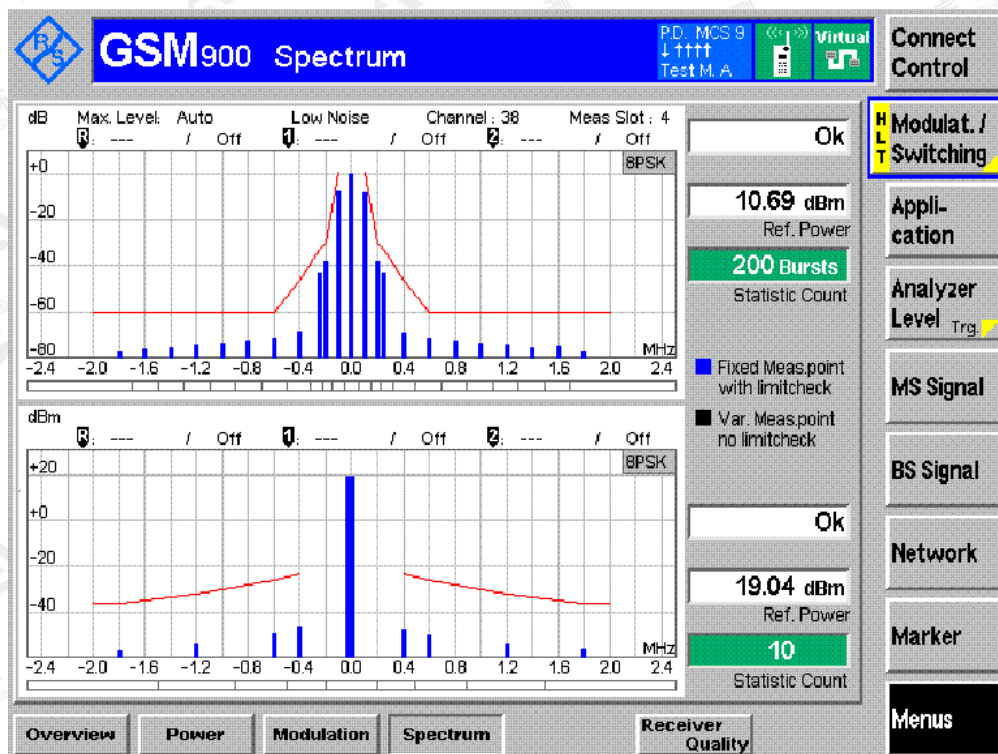 R&S
GSM900 Spectrum
P.D. MCS 9
↓ ↑↑↑↑
Test M. A
Virtual
Connect Control
dB Max. Level: Auto Low Noise Channel : 38 Meas Slot : 4
R: --- / Off 1: --- / Off 2: --- / Off
8PSK
+0
-20
-40
-60
-80
MHz
-2.4 -2.0 -1.6 -1.2 -0.8 -0.4 0.0 0.4 0.8 1.2 1.6 2.0 2.4
Ok
10.69 dBm
Ref. Power
200 Bursts
Statistic Count
Fixed Meas.point
with limitcheck
Var. Meas.point
no limitcheck
dBm
R: --- / Off 1: --- / Off 2: --- / Off
8PSK
+20
+0
-20
-40
MHz
-2.4 -2.0 -1.6 -1.2 -0.8 -0.4 0.0 0.4 0.8 1.2 1.6 2.0 2.4
Ok
19.04 dBm
Ref. Power
10
Statistic Count
HLT
Modulat. /
Switching
Appli-
cation
Analyzer
Level Trg.
MS Signal
BS Signal
Network
Marker
Menus
Overview
Power
Modulation
Spectrum
Receiver
Quality